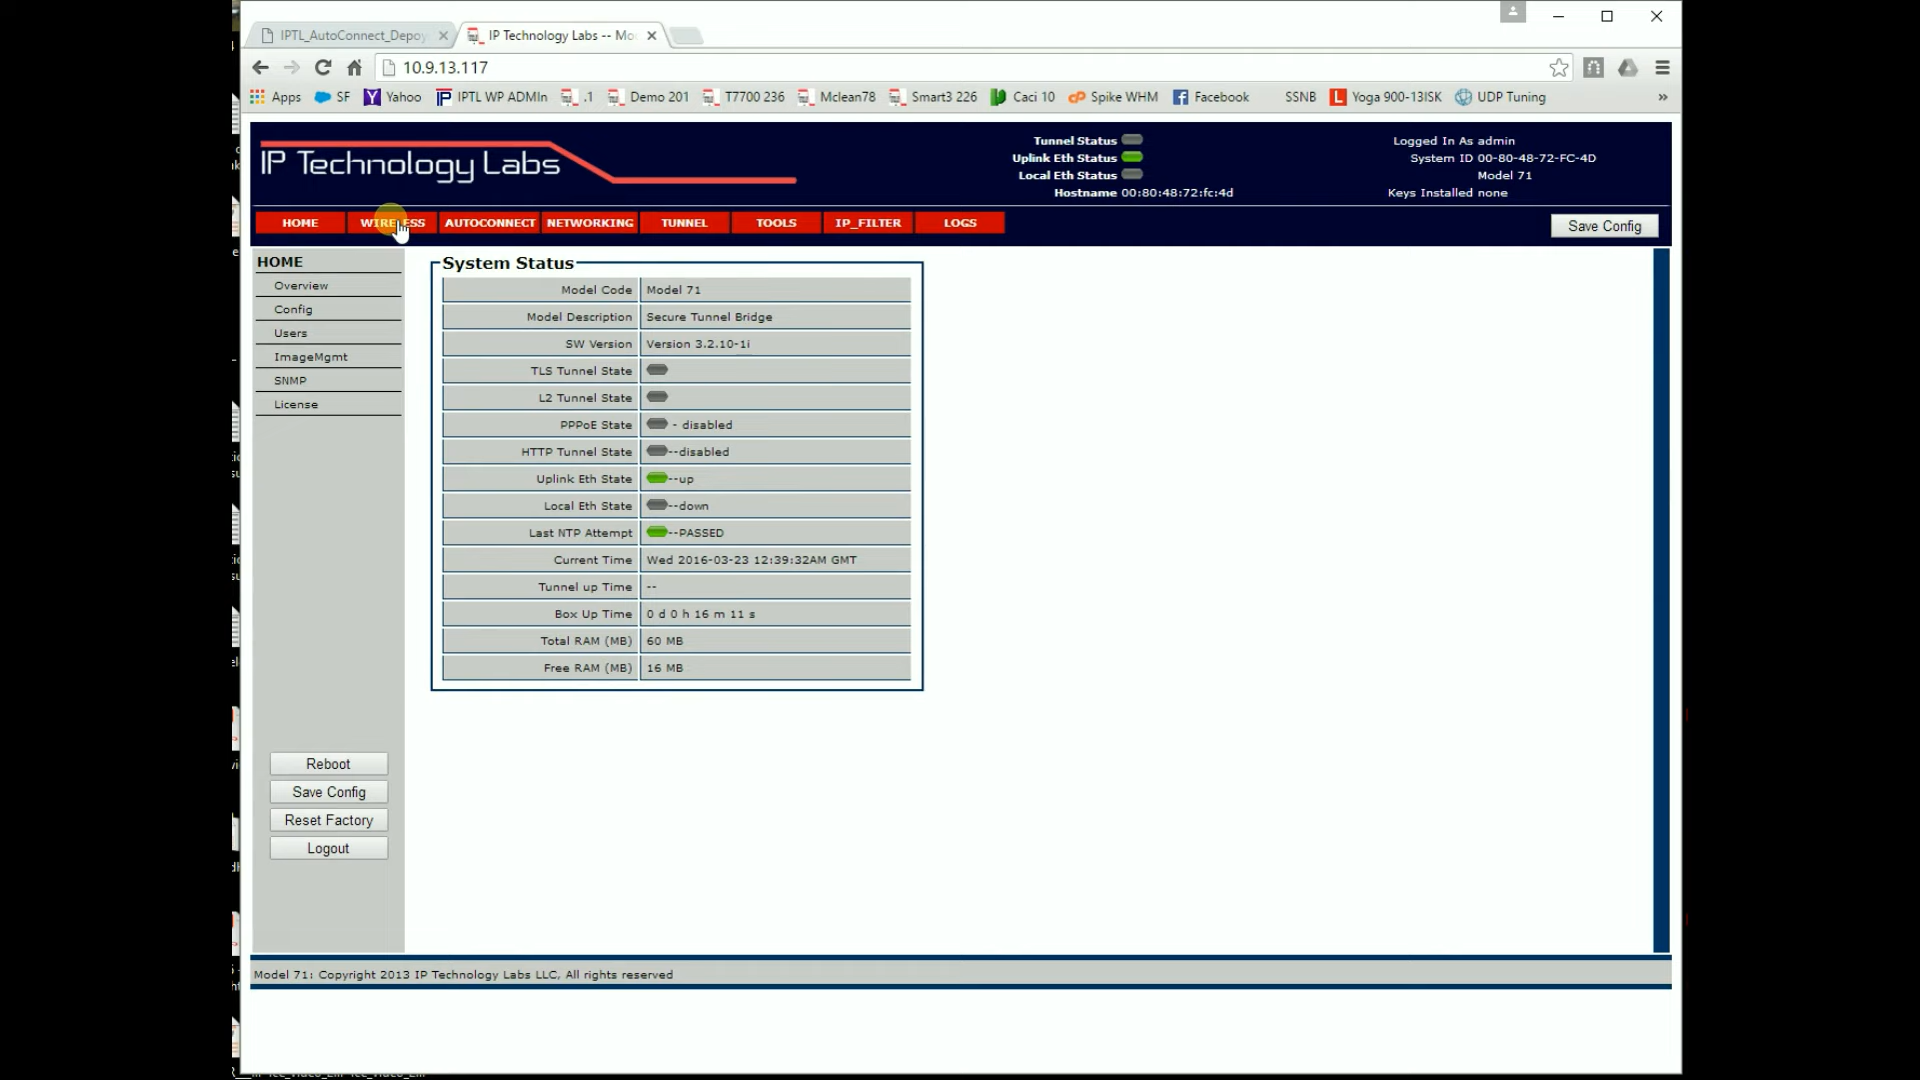 IPTL_AutoConnect_Depoy
IP Technology Labs -- Mo
10.9.13.117
Apps SF Yahoo IPTL WP ADMIn .1 Demo 201 T7700 236 Mclean78 Smart3 226 Caci 10 Spike WHM Facebook SSNB Yoga 900-13ISK UDP Tuning »
IP Technology Labs
Tunnel Status
Uplink Eth Status
Local Eth Status
Hostname 00:80:48:72:fc:4d
Logged In As admin
System ID 00-80-48-72-FC-4D
Model 71
Keys Installed none
HOME WIRELESS AUTOCONNECT NETWORKING TUNNEL TOOLS IP_FILTER LOGS
Save Config
HOME
Overview
Config
Users
ImageMgmt
SNMP
License
Reboot
Save Config
Reset Factory
Logout
System Status
Model Code Model 71
Model Description Secure Tunnel Bridge
SW Version Version 3.2.10-1i
TLS Tunnel State
L2 Tunnel State
PPPoE State - disabled
HTTP Tunnel State --disabled
Uplink Eth State --up
Local Eth State --down
Last NTP Attempt --PASSED
Current Time Wed 2016-03-23 12:39:32AM GMT
Tunnel up Time --
Box Up Time 0 d 0 h 16 m 11 s
Total RAM (MB) 60 MB
Free RAM (MB) 16 MB
Model 71: Copyright 2013 IP Technology Labs LLC, All rights reserved